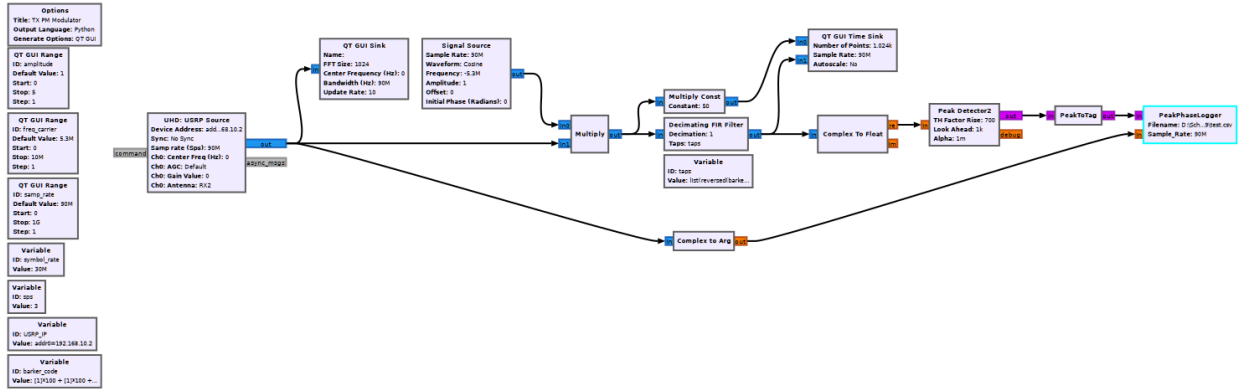 Options
Title: TX PM Modulator
Output Language: Python
Generate Options: QT GUI
QT GUI Range
ID: amplitude
Default Value: 1
Start: 0
Stop: 5
Step: 1
QT GUI Range
ID: freq_carrier
Default Value: 5.3M
Start: 0
Stop: 10M
Step: 1
QT GUI Range
ID: samp_rate
Default Value: 90M
Start: 0
Stop: 1G
Step: 1
Variable
ID: symbol_rate
Value: 30M
Variable
ID: sps
Value: 3
Variable
ID: USRP_IP
Value: addr0=192.168.10.2
Variable
ID: barker_code
Value: [1]*100 + [1]*100 +...
command
UHD: USRP Source
Device Address: add...68.10.2
Sync: No Sync
Samp rate (Sps): 90M
Ch0: Center Freq (Hz): 0
Ch0: AGC: Default
Ch0: Gain Value: 0
Ch0: Antenna: RX2
out
async_msgs
in
QT GUI Sink
Name:
FFT Size: 1024
Center Frequency (Hz): 0
Bandwidth (Hz): 90M
Update Rate: 10
Signal Source
Sample Rate: 90M
Waveform: Cosine
Frequency: -5.3M
Amplitude: 1
Offset: 0
Initial Phase (Radians): 0
out
in0
in1
Multiply
out
in
Multiply Const
Constant: 50
out
in
Decimating FIR Filter
Decimation: 1
Taps: taps
out
Variable
ID: taps
Value: list(reversed(barke...
in0
in1
QT GUI Time Sink
Number of Points: 1.024k
Sample Rate: 90M
Autoscale: No
in
Complex To Float
re
im
in
Peak Detector2
TH Factor Rise: 700
Look Ahead: 1k
Alpha: 1m
out
debug
in
PeakToTag
out
in
in
PeakPhaseLogger
Filename: D:\Sch...9\test.csv
Sample_Rate: 90M
in
Complex to Arg
out